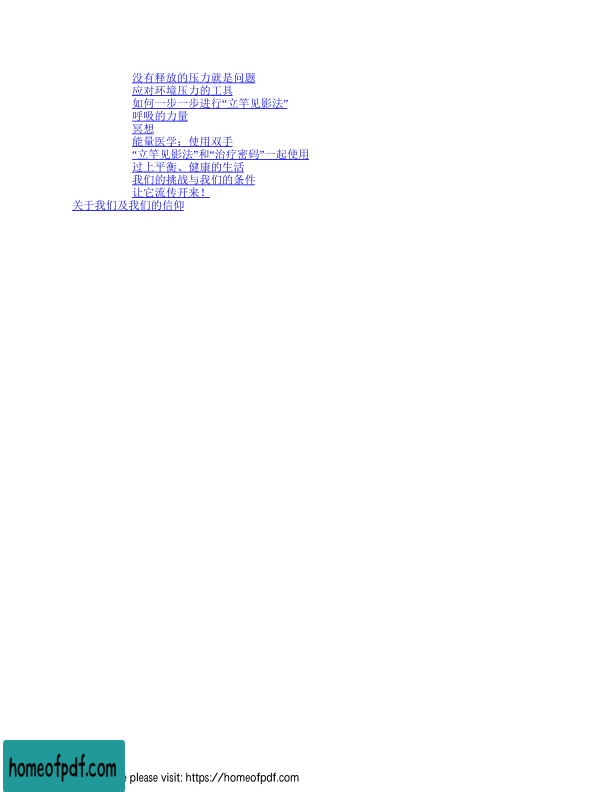 没有释放的压力就是问题
应对环境压力的工具
如何一步一步进行“立竿见影法”
呼吸的力量
冥想
能量医学：使用双手
“立竿见影法”和“治疗密码”一起使用
过上平衡、健康的生活
我们的挑战与我们的条件
让它流传开来！
关于我们及我们的信仰
homeofpdf.com
please visit: https://homeofpdf.com